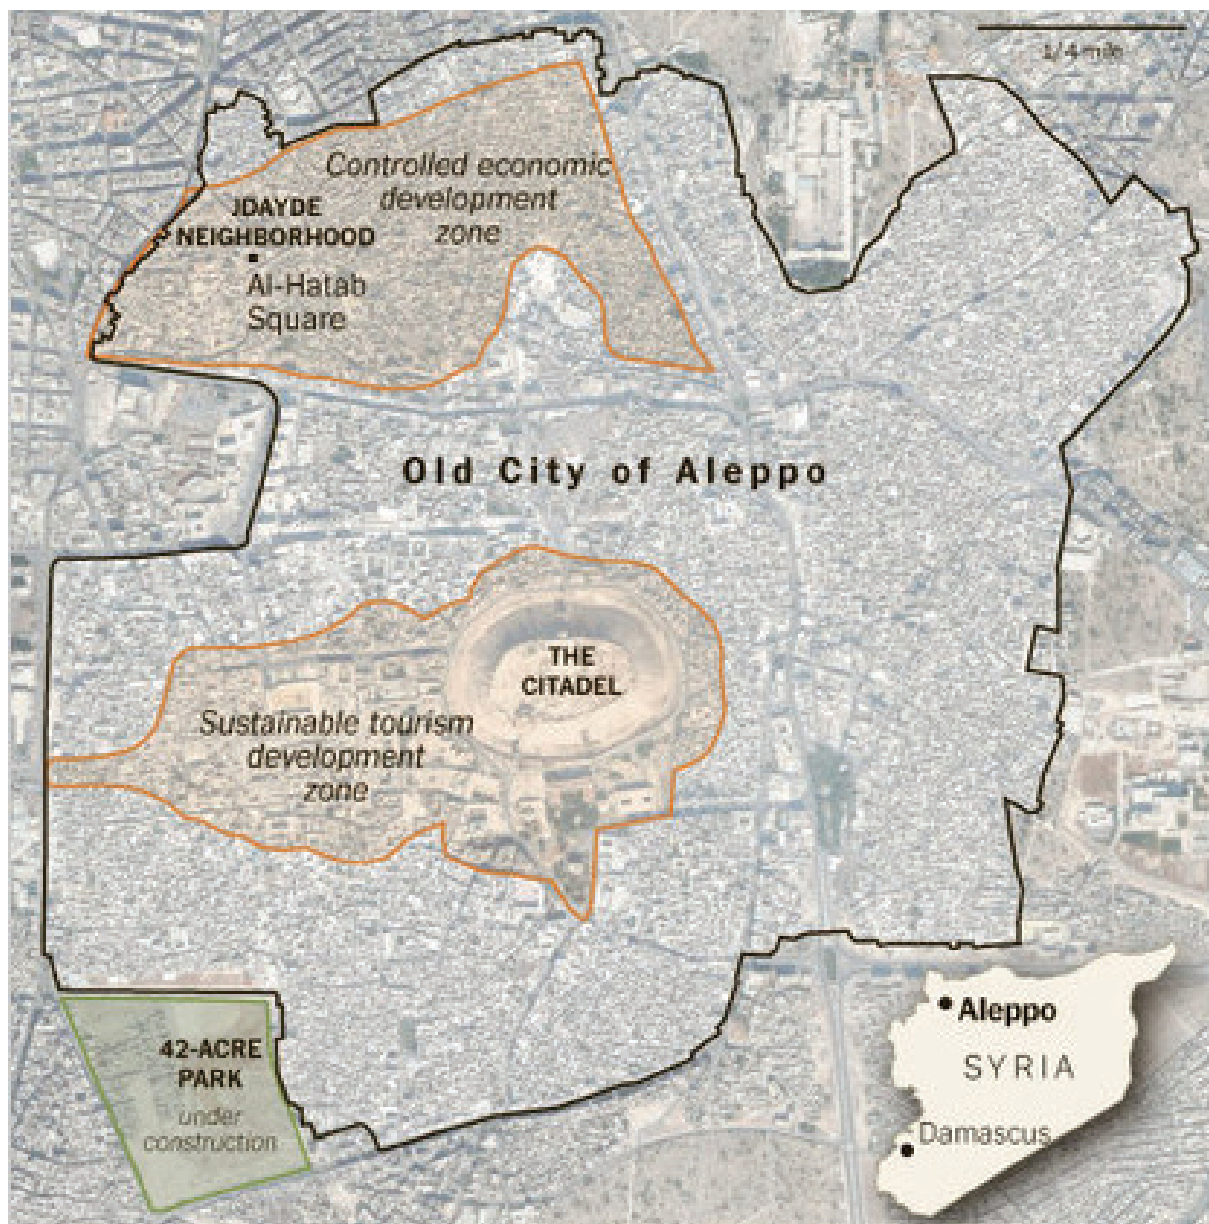 1/4 mile
Controlled economic
development
zone
JDAYDE
NEIGHBORHOOD
Al-Hatab
Square
Old City of Aleppo
THE
CITADEL
Sustainable tourism
development
zone
42-ACRE
PARK
under
construction
Aleppo
SYRIA
Damascus